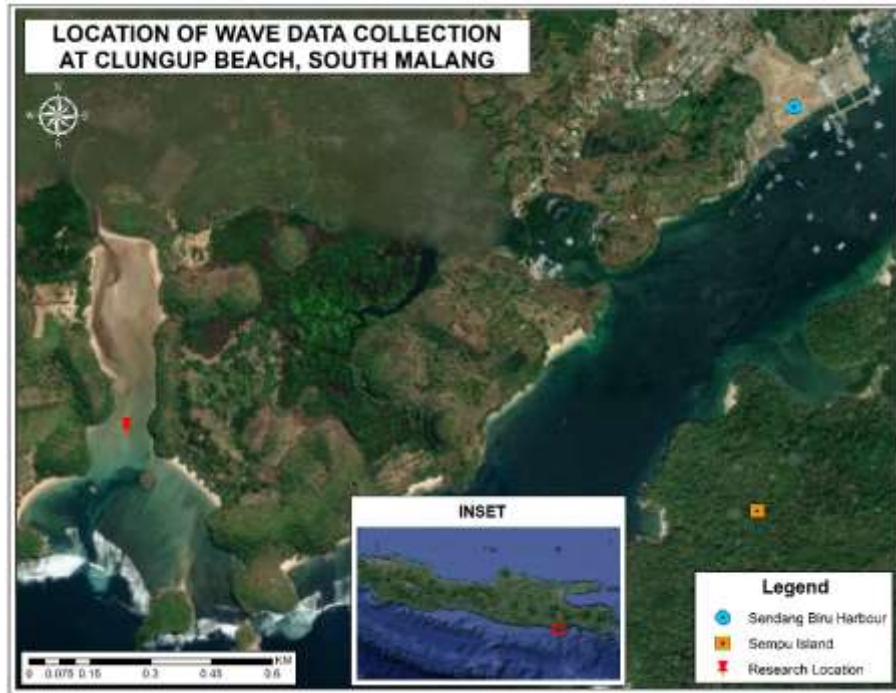 LOCATION OF WAVE DATA COLLECTION
AT CLUNGUP BEACH, SOUTH MALANG
INSET
Legend
Sendang Biru Harbour
Sempu Island
Research Location
KM
0 0.075 0.15 0.3 0.45 0.6